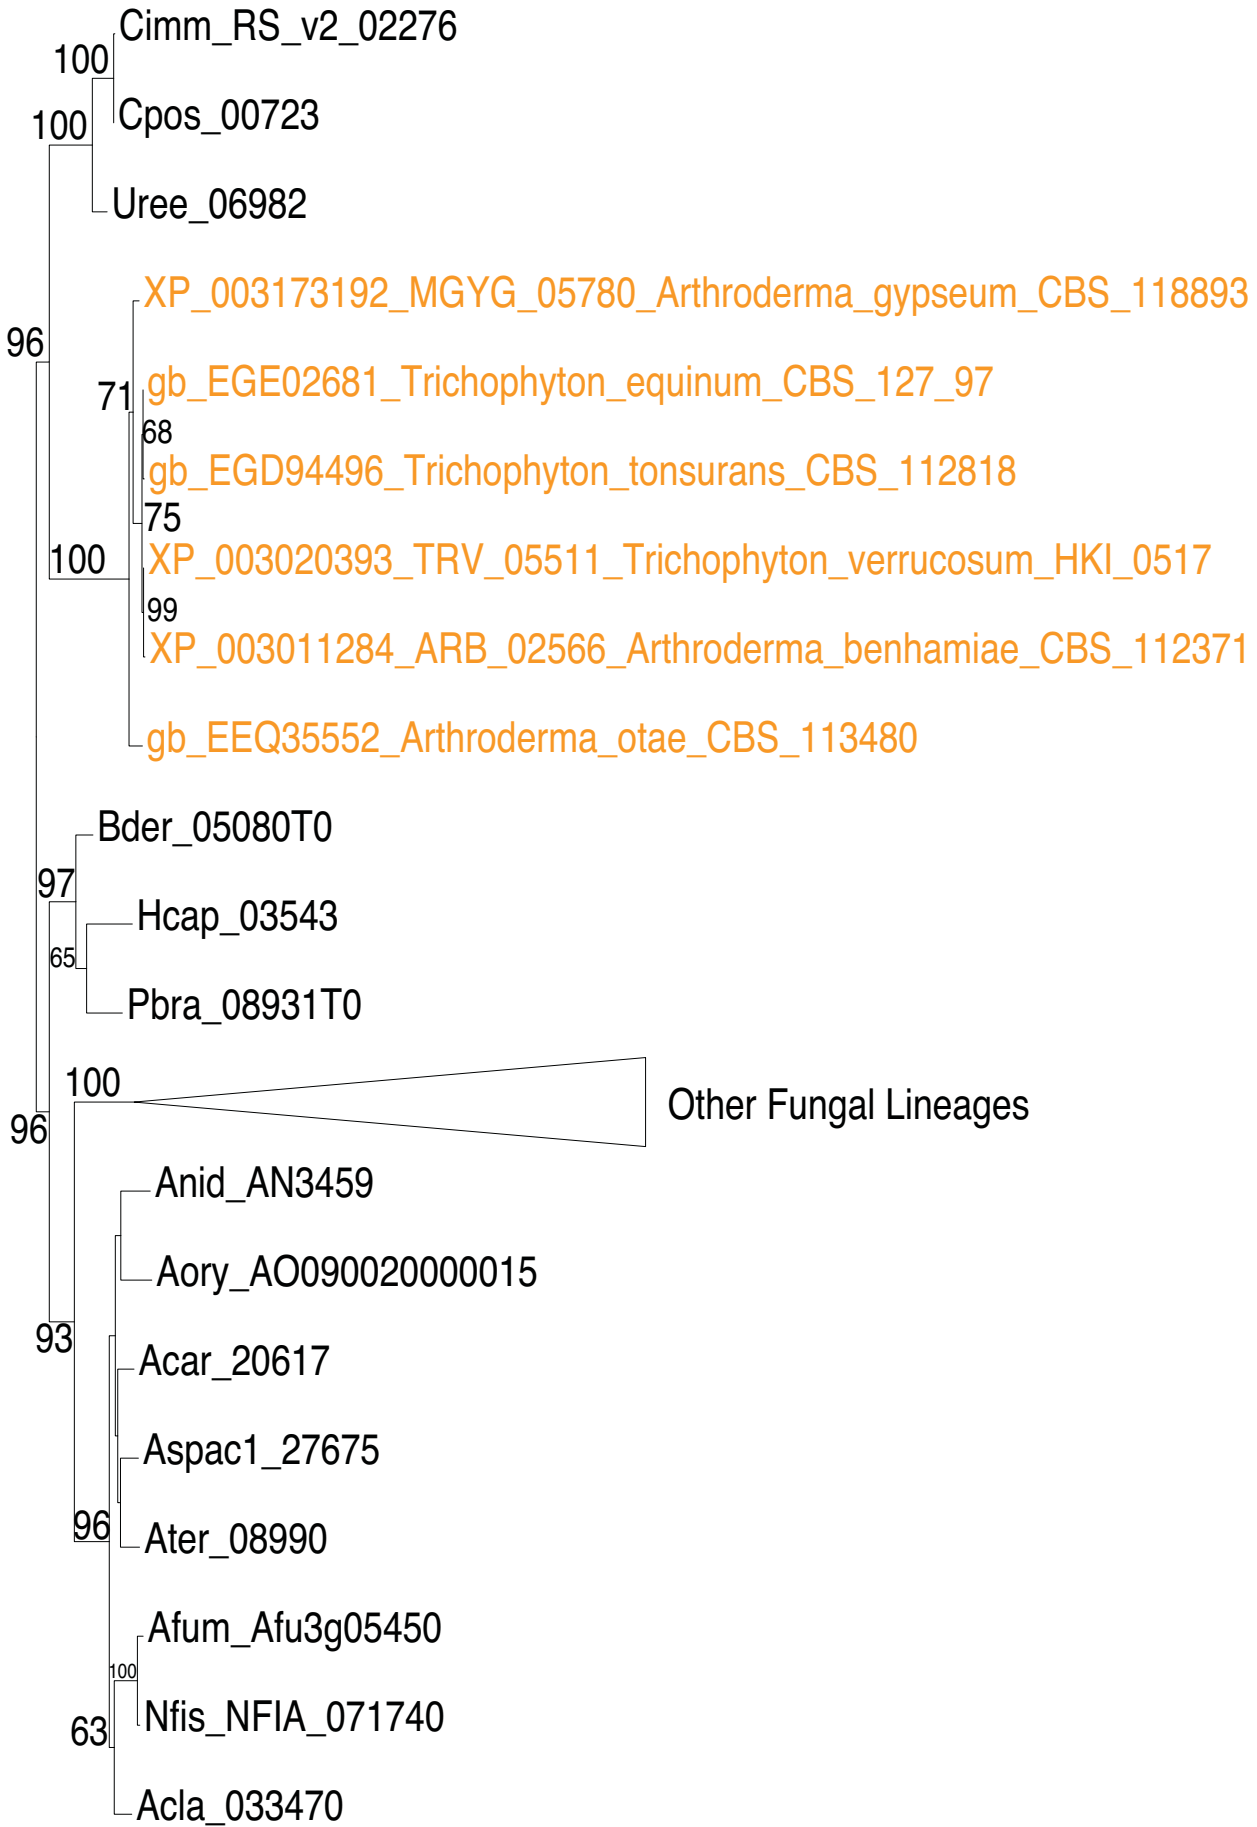 Cimm_RS_v2_02276
100
Cpos_00723
100
Uree_06982
XP_003173192_MGYG_05780_Arthroderma_gypseum_CBS_118893
96
gb_EGE02681_Trichophyton_equinum_CBS_127_97
71
68
gb_EGD94496_Trichophyton_tonsurans_CBS_112818
75
XP_003020393_TRV_05511_Trichophyton_verrucosum_HKI_0517
100
99
XP_003011284_ARB_02566_Arthroderma_benhamiae_CBS_112371
gb_EEQ35552_Arthroderma_otae_CBS_113480
Bder_05080T0
97
Hcap_03543
65
Pbra_08931T0
100
Other Fungal Lineages
96
Anid_AN3459
Aory_AO090020000015
93
Acar_20617
Aspac1_27675
96
Ater_08990
Afum_Afu3g05450
100
Nfis_NFIA_071740
63
Acla_033470